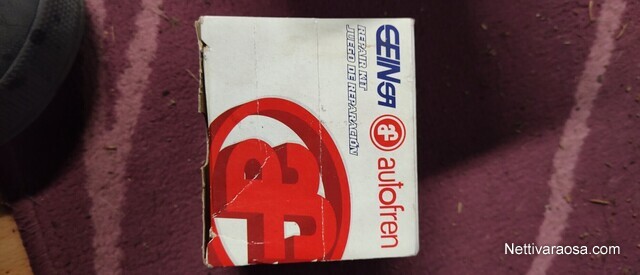 SEINSA autofren
REPAIR KIT
JUEGO DE REPARACIÓN
Nettivaraosa.com